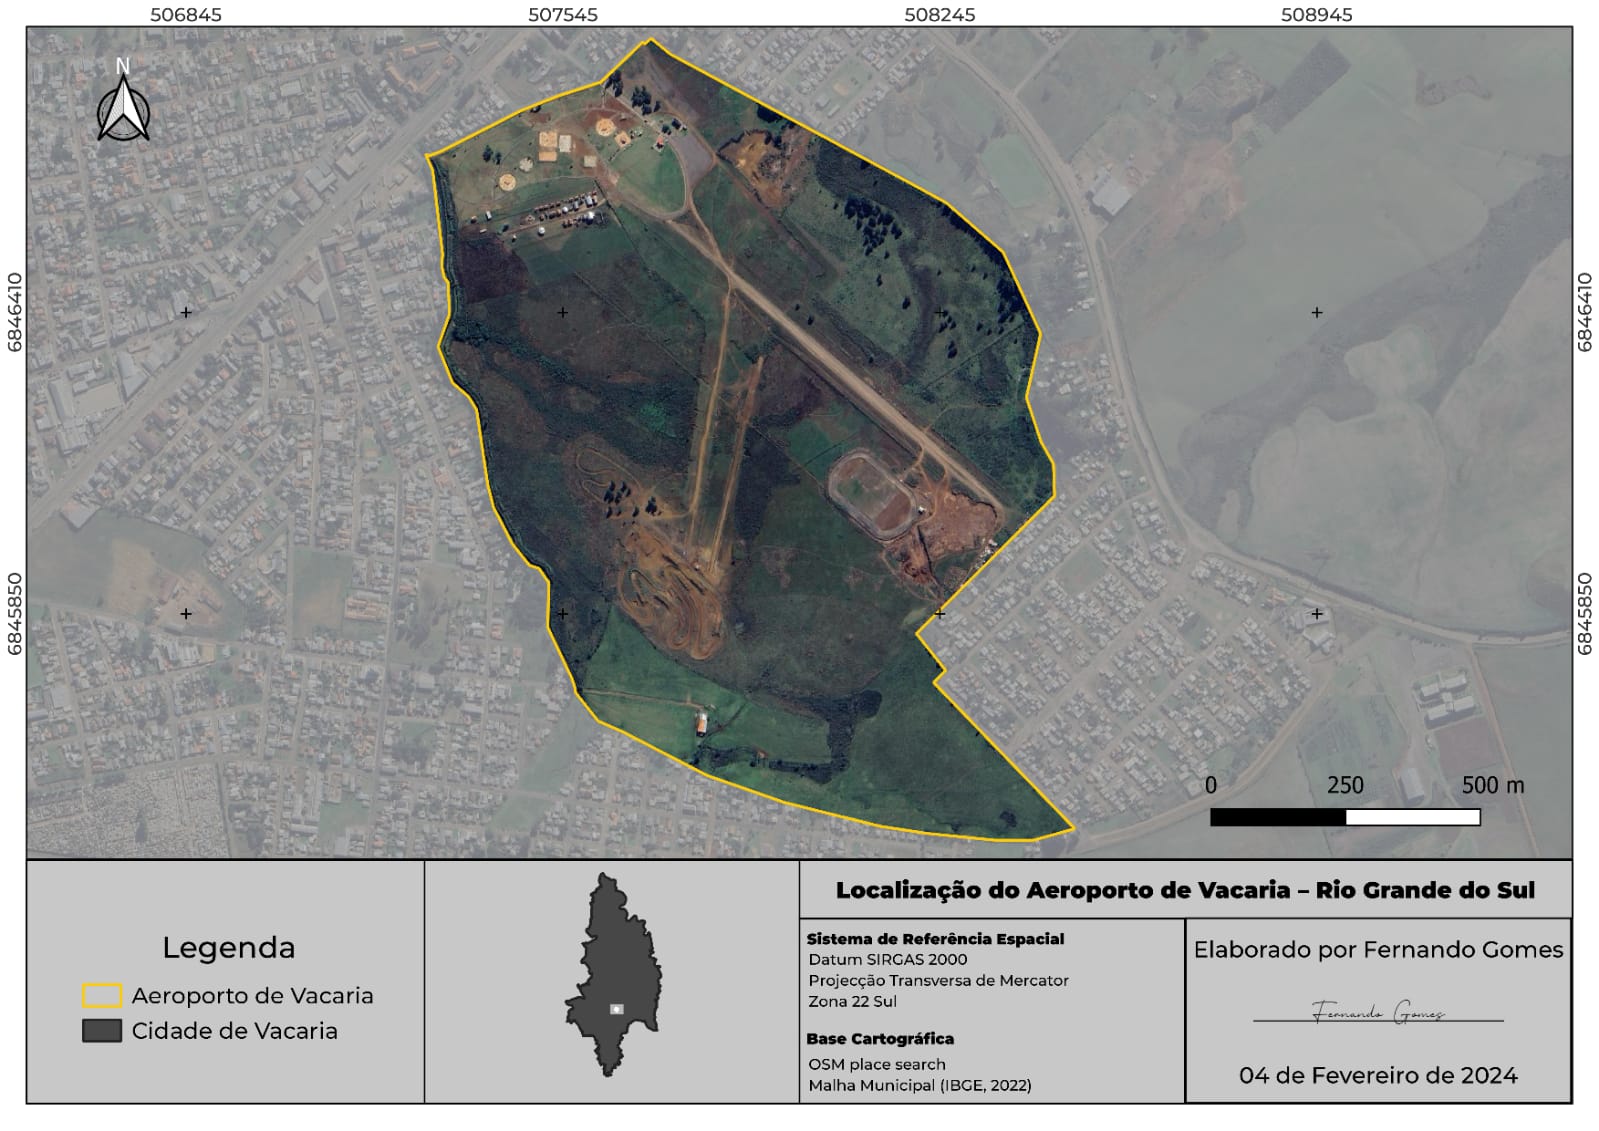 506845
507545
508245
508945
N
6846410
6846410
6845850
6845850
0 250 500 m
Legenda
Aeroporto de Vacaria
Cidade de Vacaria
Localização do Aeroporto de Vacaria – Rio Grande do Sul
Sistema de Referência Espacial
Datum SIRGAS 2000
Projecção Transversa de Mercator
Zona 22 Sul
Base Cartográfica
OSM place search
Malha Municipal (IBGE, 2022)
Elaborado por Fernando Gomes
Fernando Gomes
04 de Fevereiro de 2024